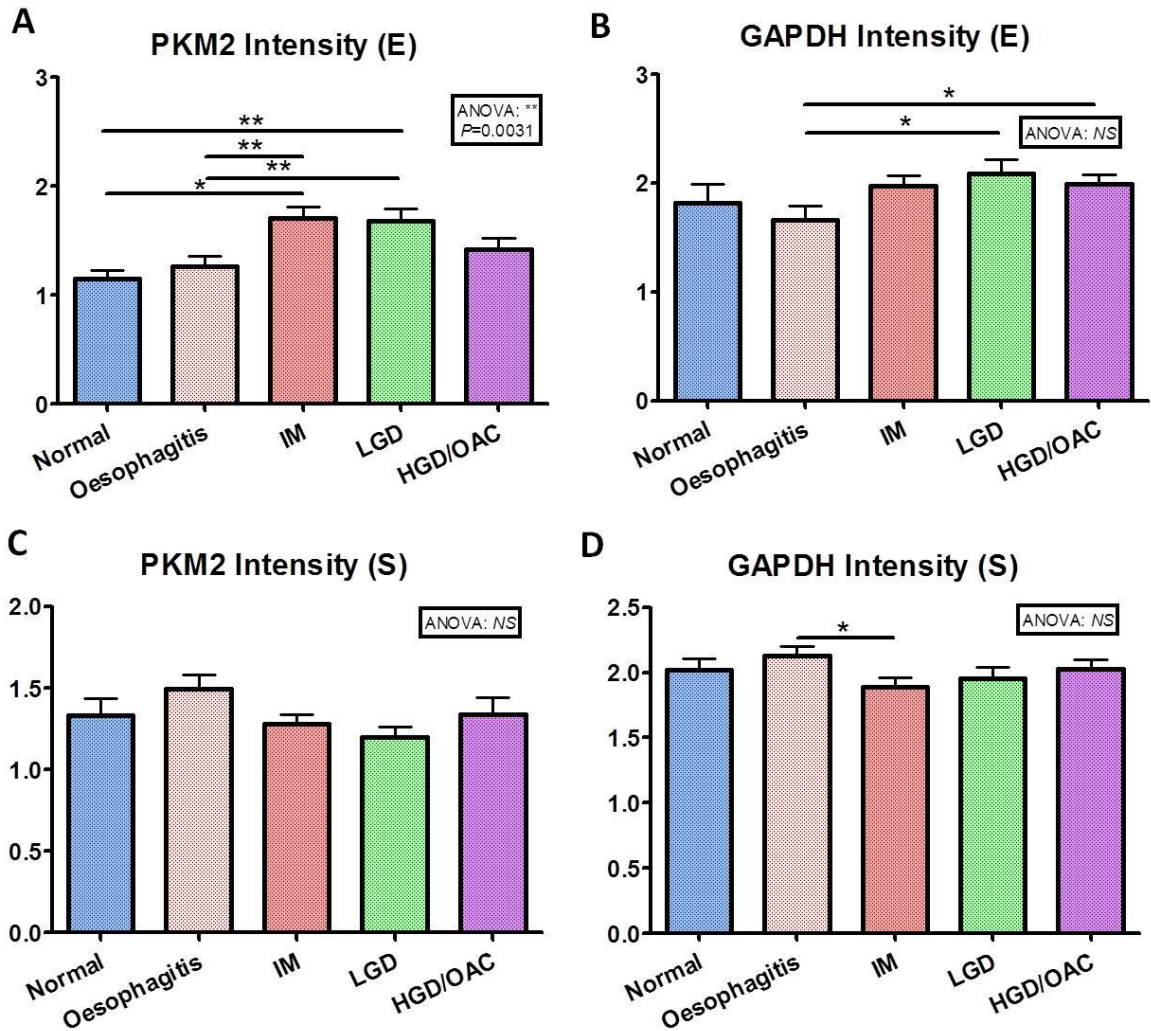 A
PKM2 Intensity (E)
3
2
1
0
ANOVA: **
P=0.0031
**
**
**
*
Normal
Oesophagitis
IM
LGD
HGD/OAC
B
GAPDH Intensity (E)
3
2
1
0
*
*
ANOVA: NS
Normal
Oesophagitis
IM
LGD
HGD/OAC
C
PKM2 Intensity (S)
2.0
1.5
1.0
0.5
0.0
ANOVA: NS
Normal
Oesophagitis
IM
LGD
HGD/OAC
D
GAPDH Intensity (S)
2.5
2.0
1.5
1.0
0.5
0.0
*
ANOVA: NS
Normal
Oesophagitis
IM
LGD
HGD/OAC